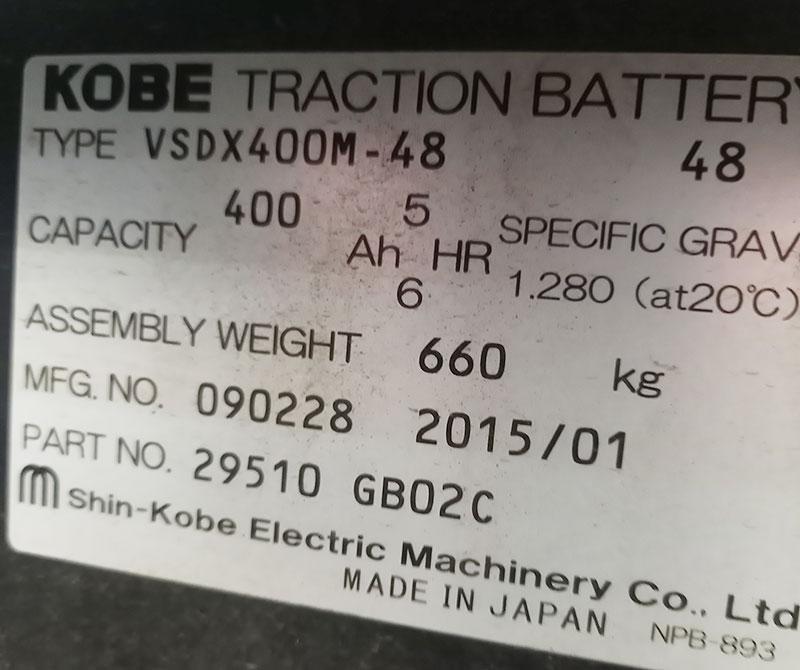 KOBE TRACTION BATTERY
TYPE VSDX400M-48 48
CAPACITY 400 Ah 5 HR SPECIFIC GRAV
6 1.280 (at20℃)
ASSEMBLY WEIGHT 660 kg
MFG. NO. 090228 2015/01
PART NO. 29510 GB02C
Shin-Kobe Electric Machinery Co., Ltd
MADE IN JAPAN NPB-893